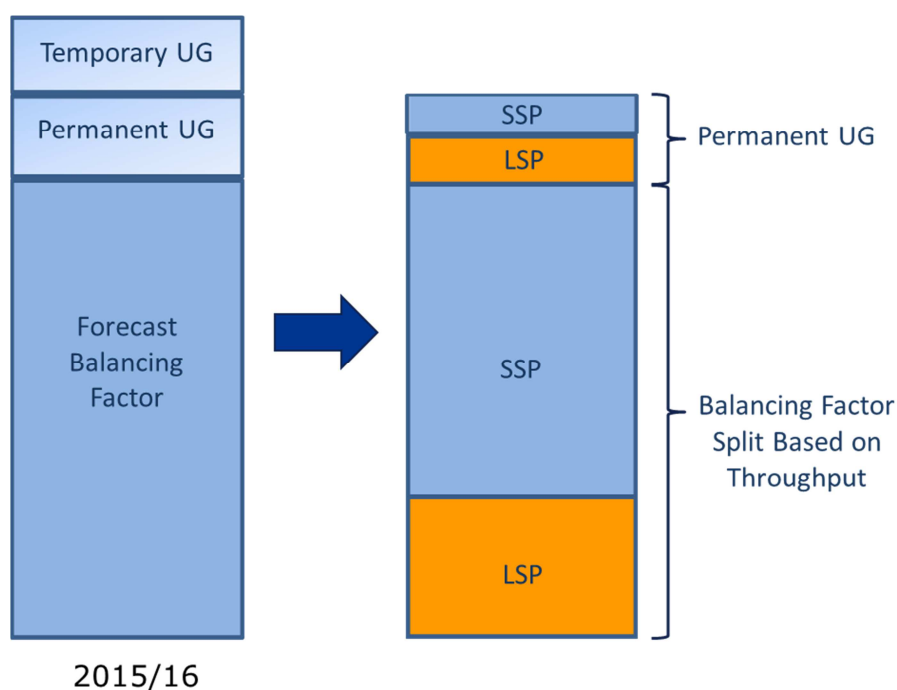 Temporary UG
Permanent UG
Forecast
Balancing
Factor
2015/16
SSP
LSP
SSP
LSP
Permanent UG
Balancing Factor
Split Based on
Throughput